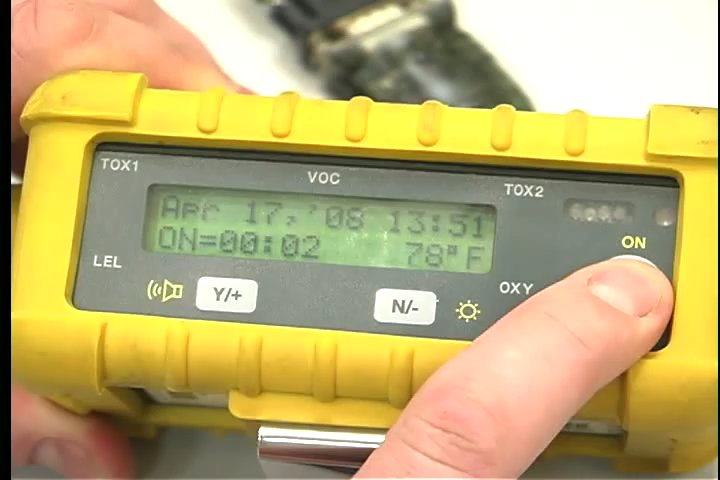 TOX1
VOC
TOX2
Apr 17,'08 13:51
ON=00:02 78°F
ON
LEL
OXY
Y/+
N/-